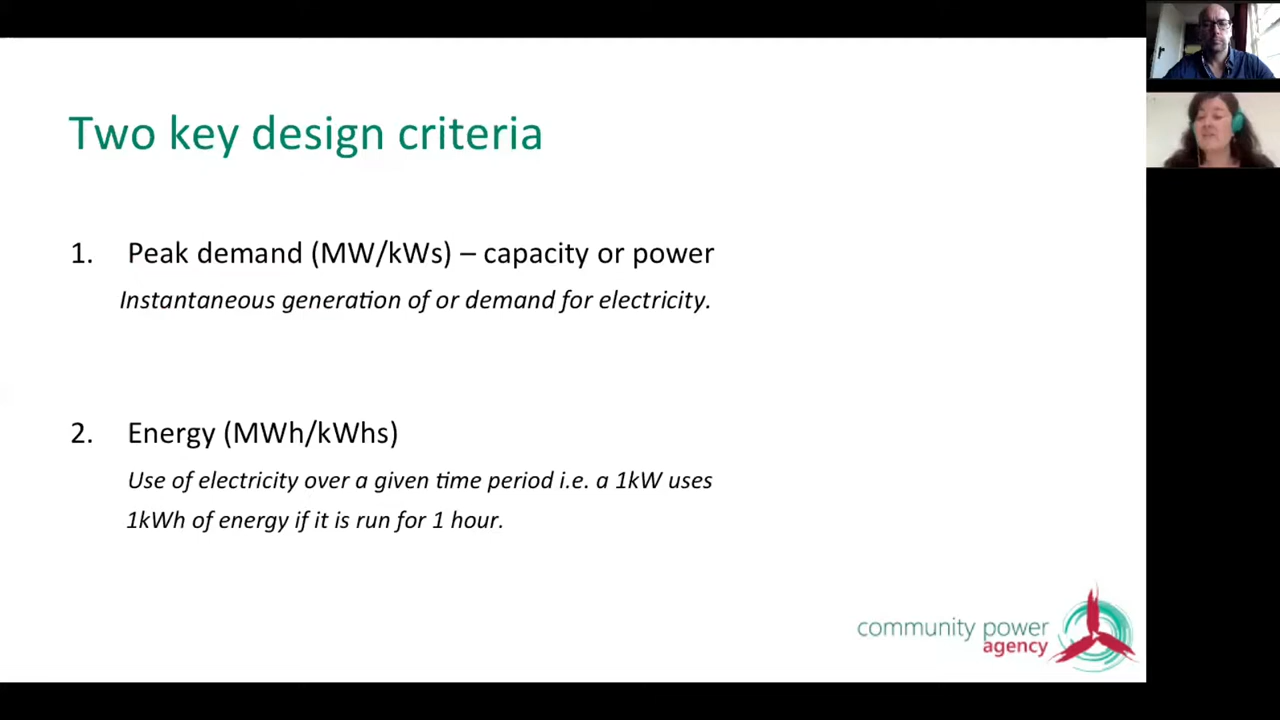 Two key design criteria
1. Peak demand (MW/kWs) – capacity or power
Instantaneous generation of or demand for electricity.
2. Energy (MWh/kWhs)
Use of electricity over a given time period i.e. a 1kW uses
1kWh of energy if it is run for 1 hour.
community power
agency